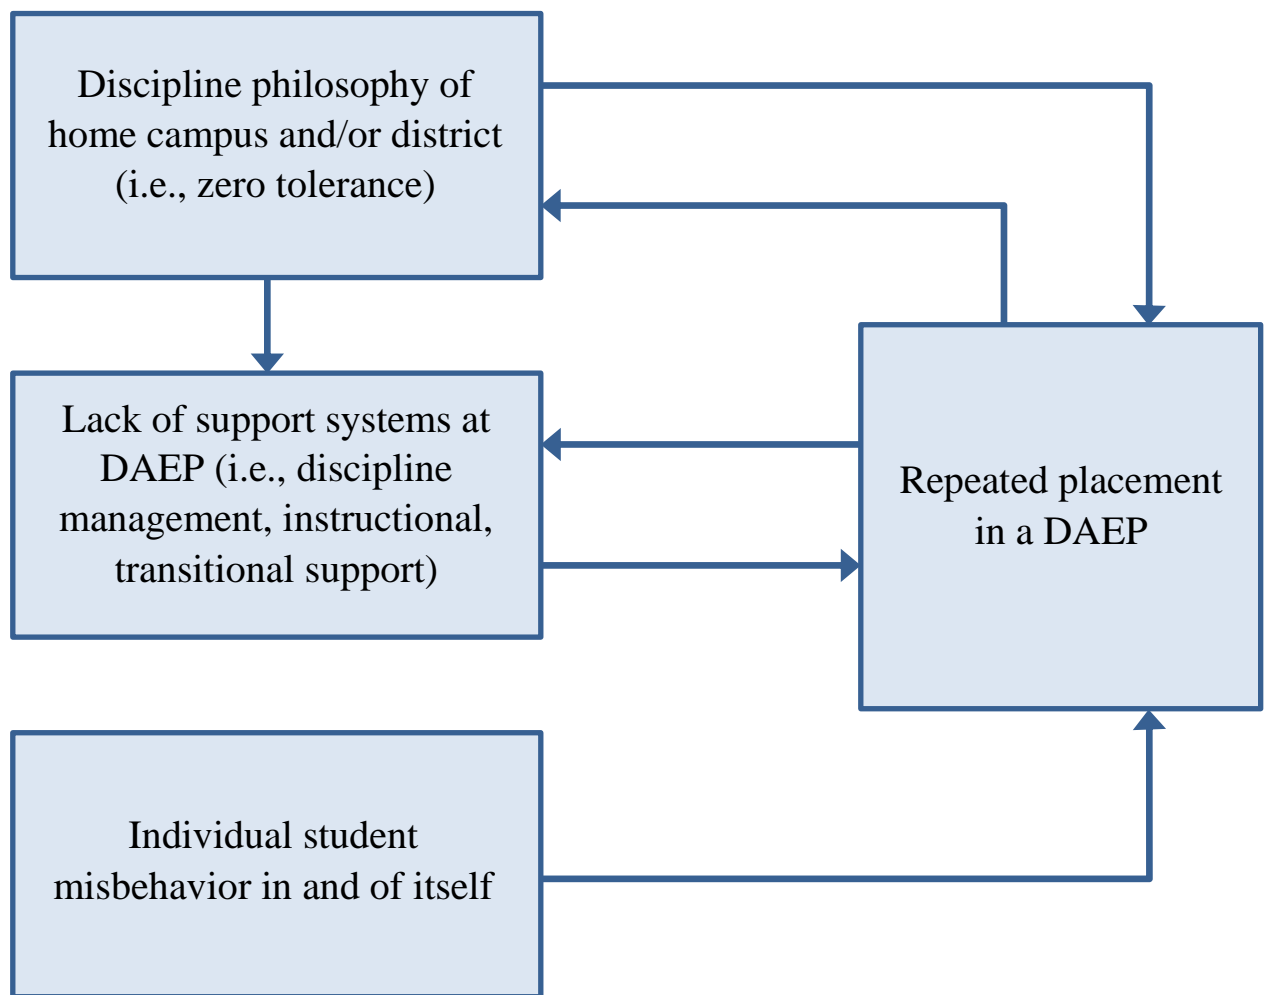 Discipline philosophy of
home campus and/or district
(i.e., zero tolerance)
Lack of support systems at
DAEP (i.e., discipline
management, instructional,
transitional support)
Repeated placement
in a DAEP
Individual student
misbehavior in and of itself